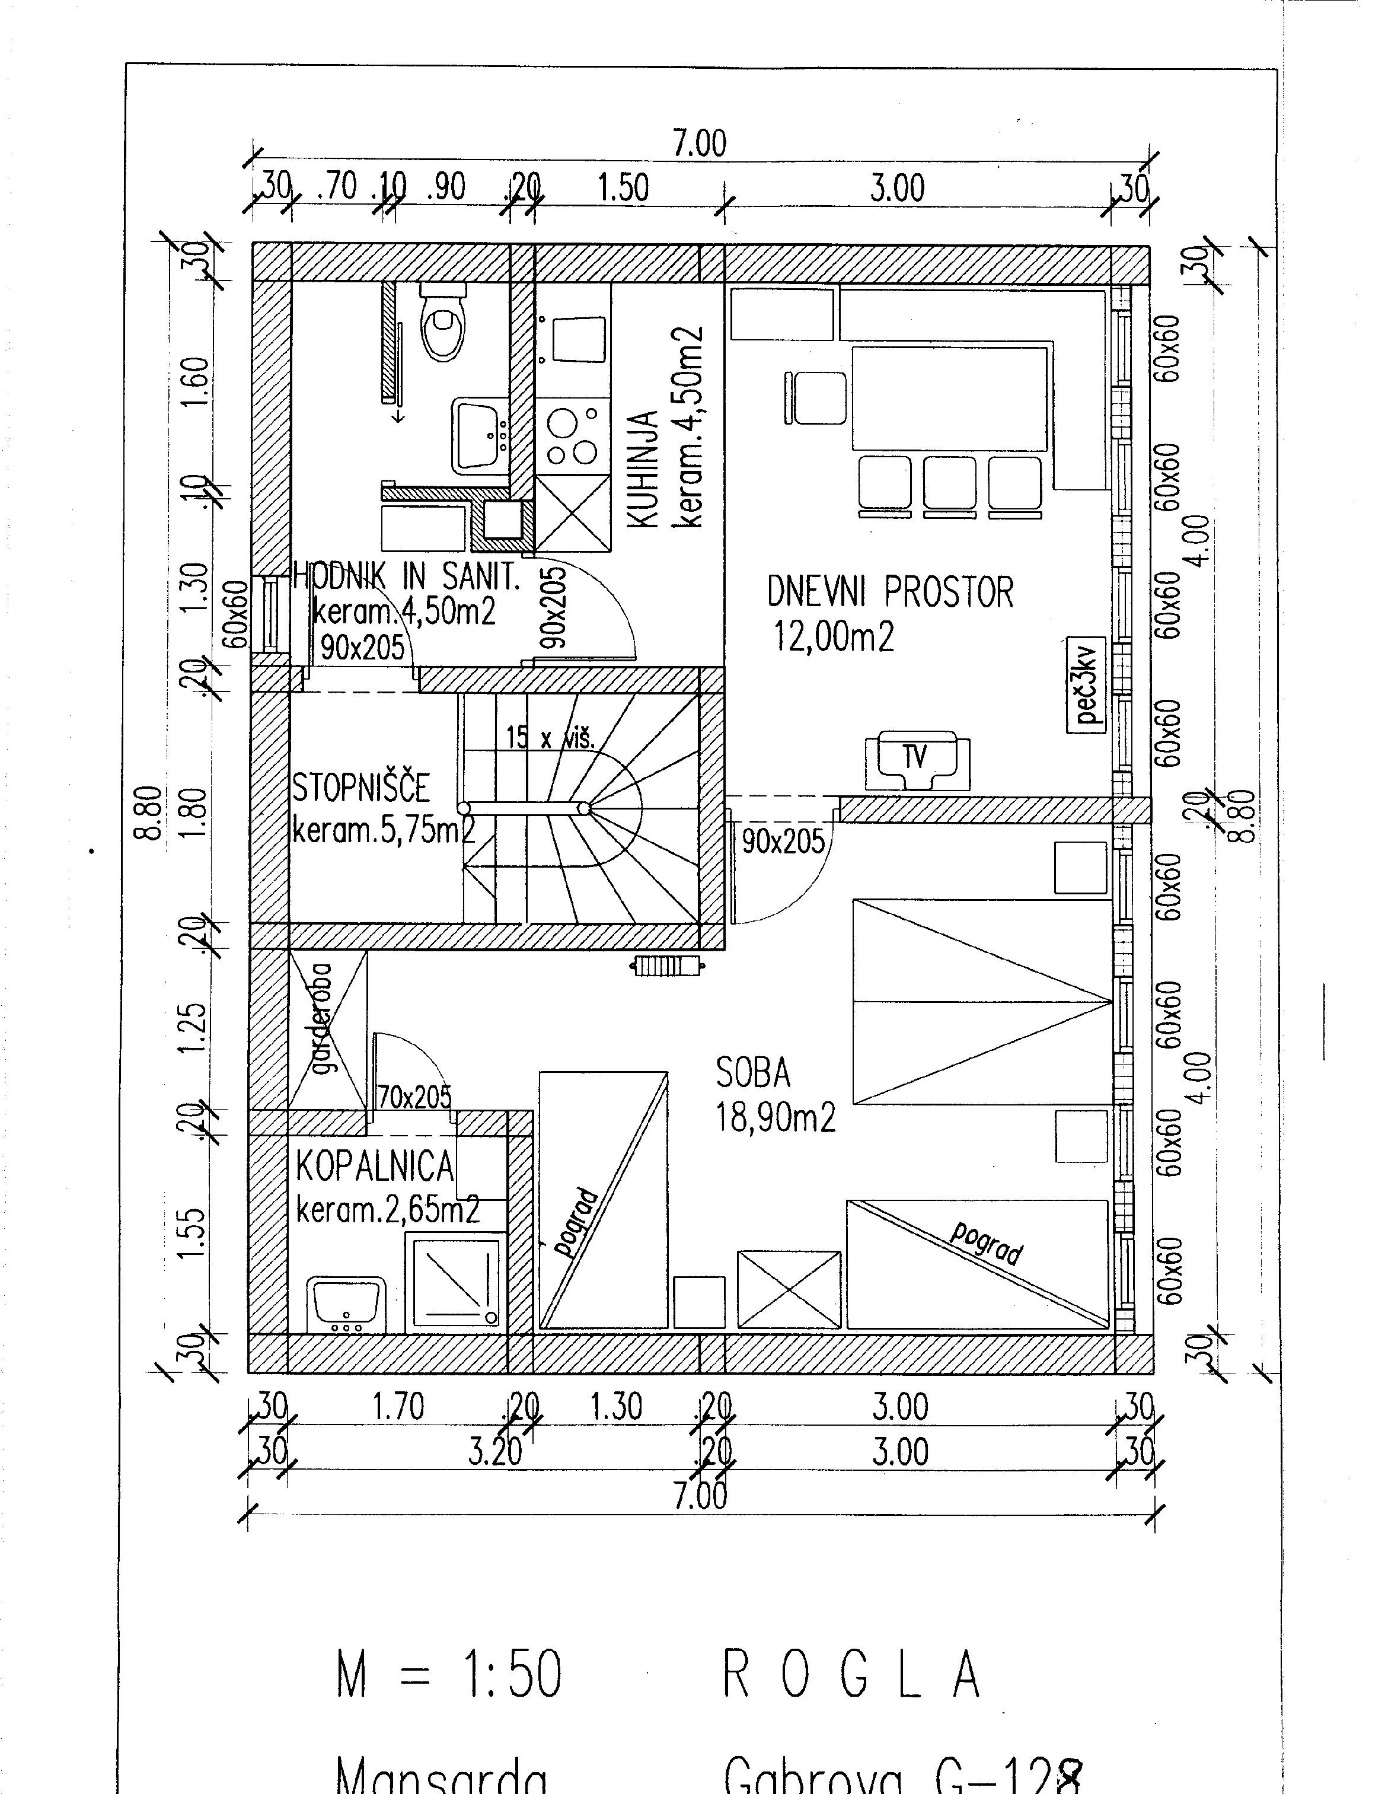 7.00
.30 .70 .10 .90 .20 1.50 3.00 .30
.30
1.60
.10
1.30
.20
1.80
.20
1.25
.20
1.55
.30
8.80
60x60
KUHINJA
keram.4,50m2
HODNIK IN SANIT.
keram.4,50m2
90x205
90x205
DNEVNI PROSTOR
12,00m2
peč3kv
TV
15 x viš.
STOPNIŠČE
keram.5,75m2
90x205
garderoba
70x205
SOBA
18,90m2
KOPALNICA
keram.2,65m2
pograd
pograd
60x60
60x60
60x60
60x60
60x60
60x60
60x60
60x60
.30
4.00
.20
4.00
.30
8.80
.30 1.70 .20 1.30 .20 3.00 .30
.30 3.20 .20 3.00 .30
7.00
M = 1:50 ROGLA
Mansarda Gabrova G-128